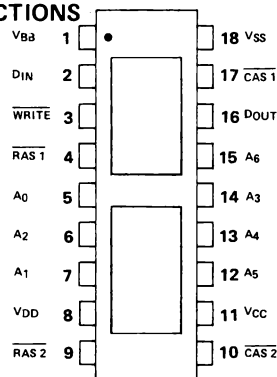 CTIONS
VBB 1 18 VSS
DIN 2 17 CAS 1
WRITE 3 16 DOUT
RAS 1 4 15 A6
A0 5 14 A3
A2 6 13 A4
A1 7 12 A5
VDD 8 11 VCC
RAS 2 9 10 CAS 2